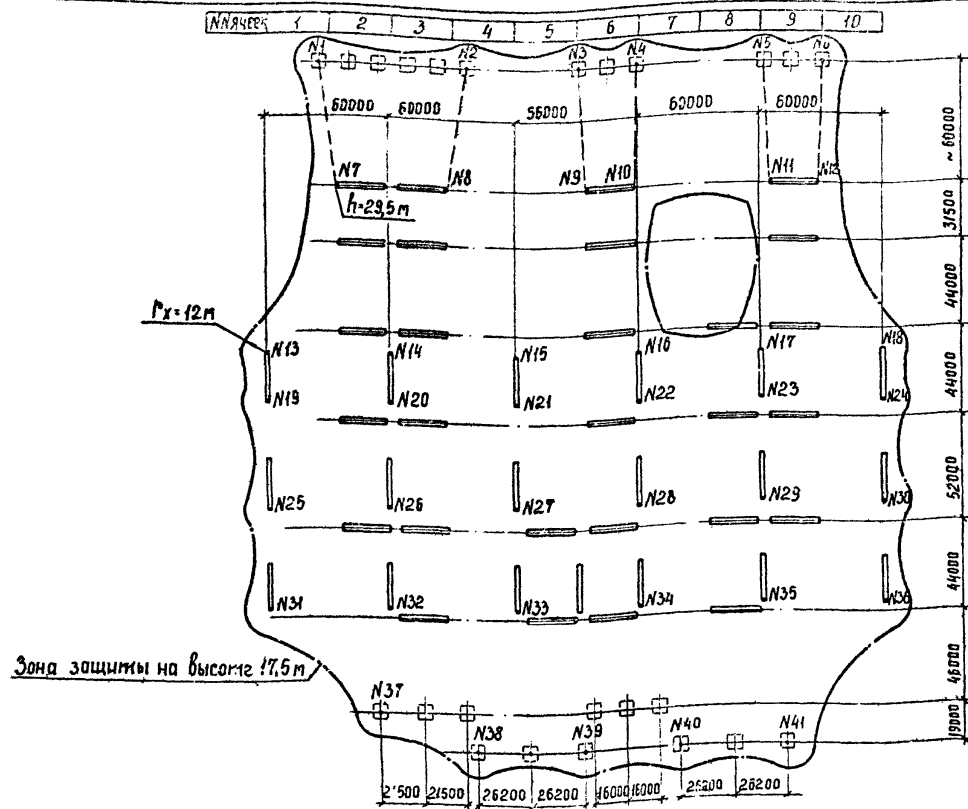 NN ЯЧЕЕК 1 2 3 4 5 6 7 8 9 10
N1 N2 N3 N4 N5 N6
60000 60000 56000 60000 60000
~ 60000
N7 N8 N9 N10 N11 N12
h=29,5 м
31500
44000
rx=12м
N13 N14 N15 N16 N17 N18
44000
N19 N20 N21 N22 N23 N24
52000
N25 N26 N27 N28 N29 N30
44000
N31 N32 N33 N34 N35 N36
46000
Зона защиты на высоте 17,5 м
N37
19000
N38 N39 N40 N41
21500 21500 26200 26200 16000 16000 26200 26200